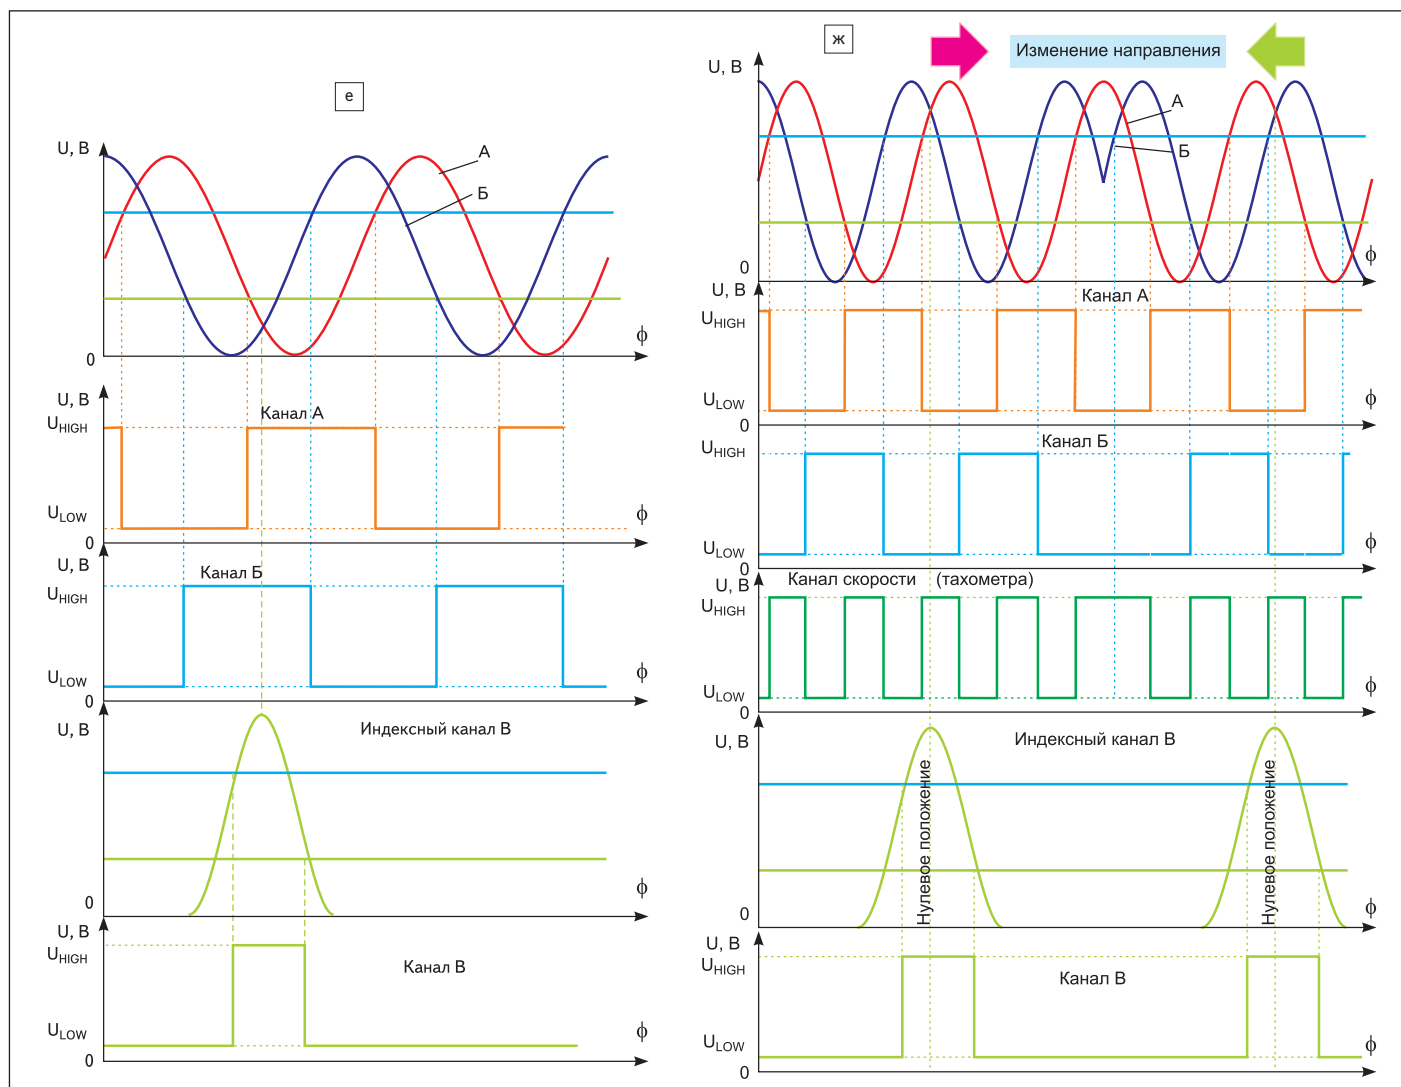 е
U, В
А
Б
0
ϕ
U, В
Канал А
UHIGH
ULOW
0
ϕ
U, В
Канал Б
UHIGH
ULOW
0
ϕ
U, В
Индексный канал В
0
ϕ
U, В
UHIGH
Канал В
ULOW
0
ϕ
ж
Изменение направления
U, В
А
Б
0
ϕ
U, В
Канал А
UHIGH
ULOW
0
ϕ
UHIGH
Канал Б
ULOW
0
ϕ
Канал скорости (тахометра)
U, В
UHIGH
ULOW
0
ϕ
U, В
Индексный канал В
Нулевое положение
Нулевое положение
0
ϕ
U, В
UHIGH
Канал В
ULOW
0
ϕ